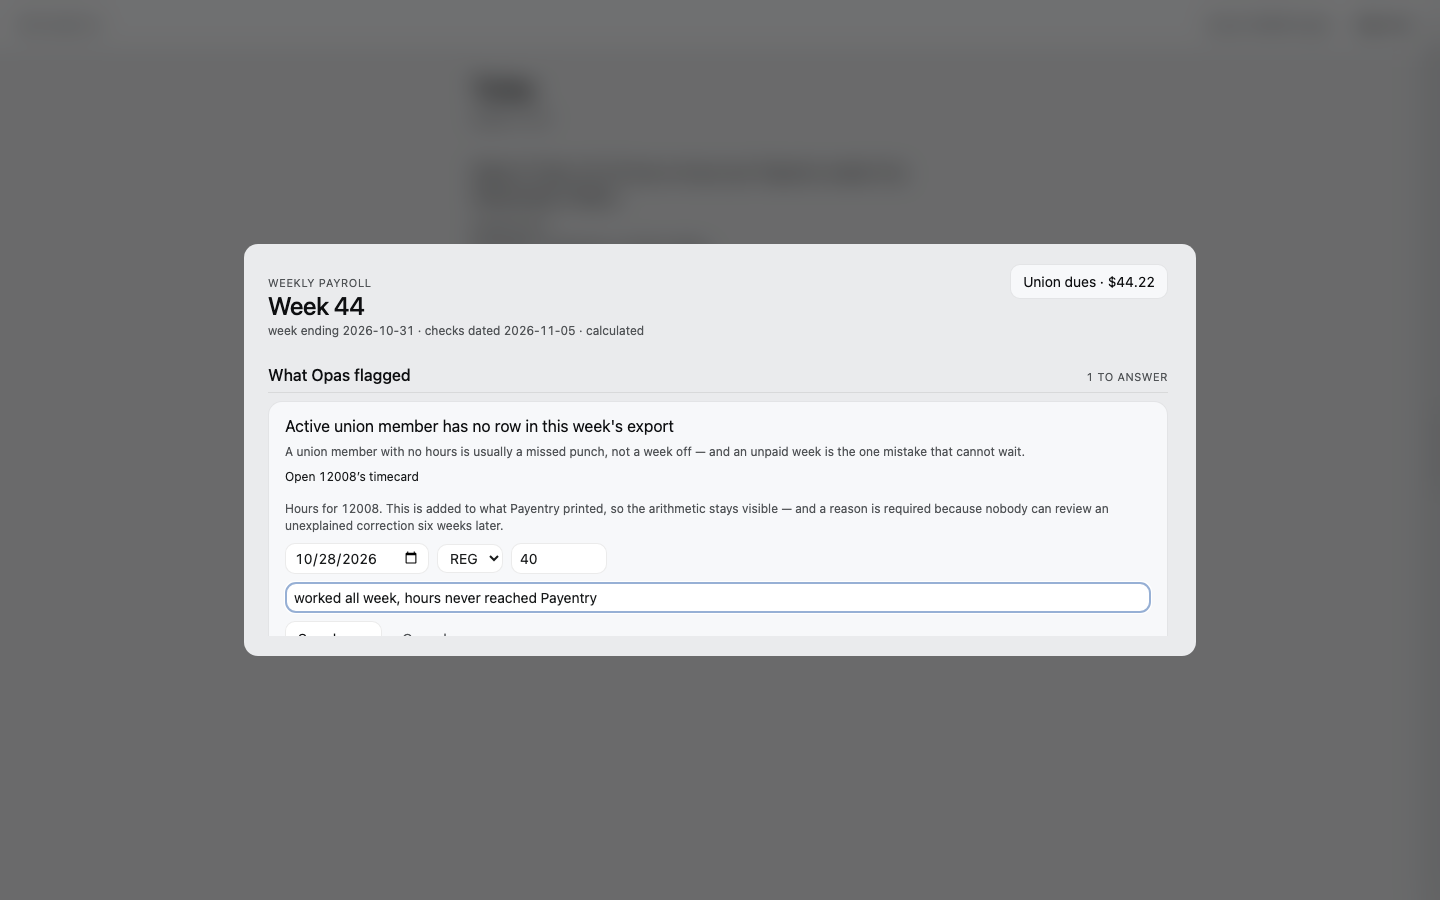 WEEKLY PAYROLL
Week 44
week ending 2026-10-31 · checks dated 2026-11-05 · calculated
Union dues · $44.22
What Opas flagged
1 TO ANSWER
Active union member has no row in this week's export
A union member with no hours is usually a missed punch, not a week off — and an unpaid week is the one mistake that cannot wait.
Open 12008's timecard
Hours for 12008. This is added to what Payentry printed, so the arithmetic stays visible — and a reason is required because nobody can review an
unexplained correction six weeks later.
10/28/2026 REG 40
worked all week, hours never reached Payentry